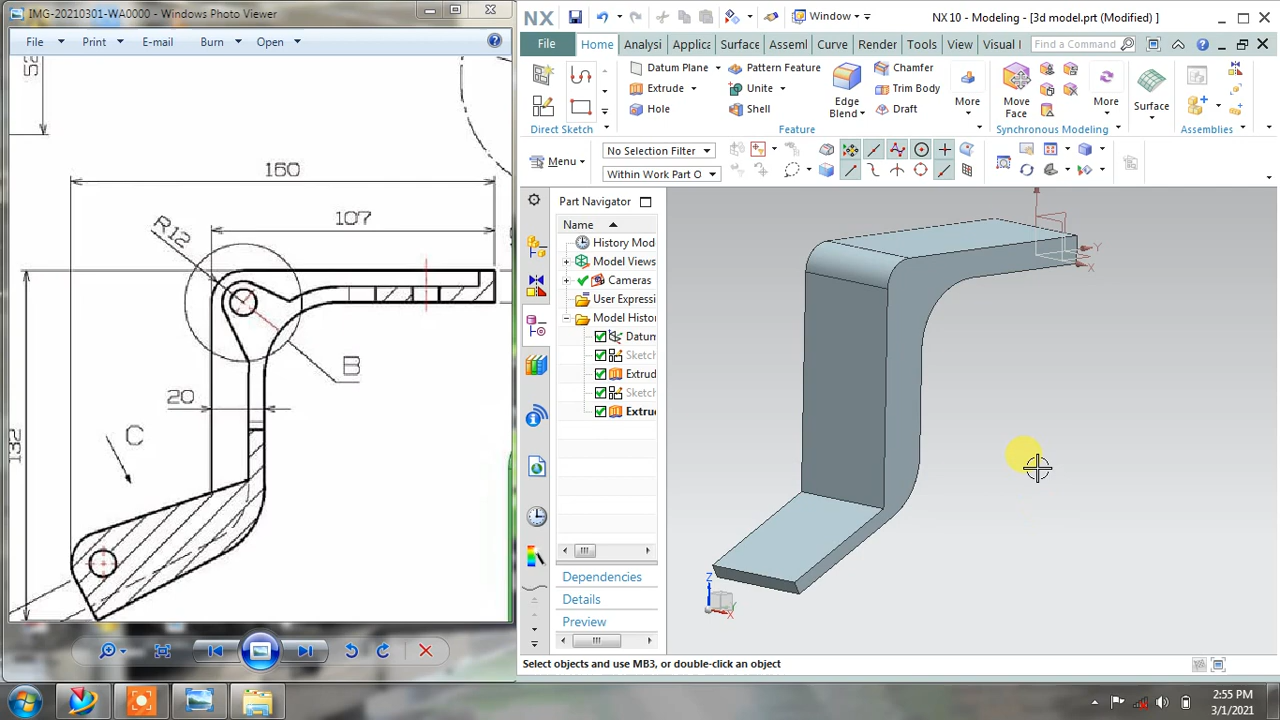 IMG-20210301-WA0000 - Windows Photo Viewer
File Print E-mail Burn Open
160
107
R12
B
20
C
132
NX
Window
NX 10 - Modeling - [3d model.prt (Modified) ]
File Home Analysi Applica Surface Assemb Curve Render Tools View Visual I Find a Command
Datum Plane
Pattern Feature
Chamfer
Extrude
Unite
Trim Body
Hole
Shell
Draft
Edge
Blend
More
Move
Face
More
Surface
Direct Sketch
Feature
Synchronous Modeling
Assemblies
Menu
No Selection Filter
Within Work Part O
Part Navigator
Name
History Mod
Model Views
Cameras
User Expressi
Model Histo
Datum
Sketch
Extrud
Sketch
Extru
Dependencies
Details
Preview
Y
X
Z
X
Select objects and use MB3, or double-click an object
2:55 PM
3/1/2021